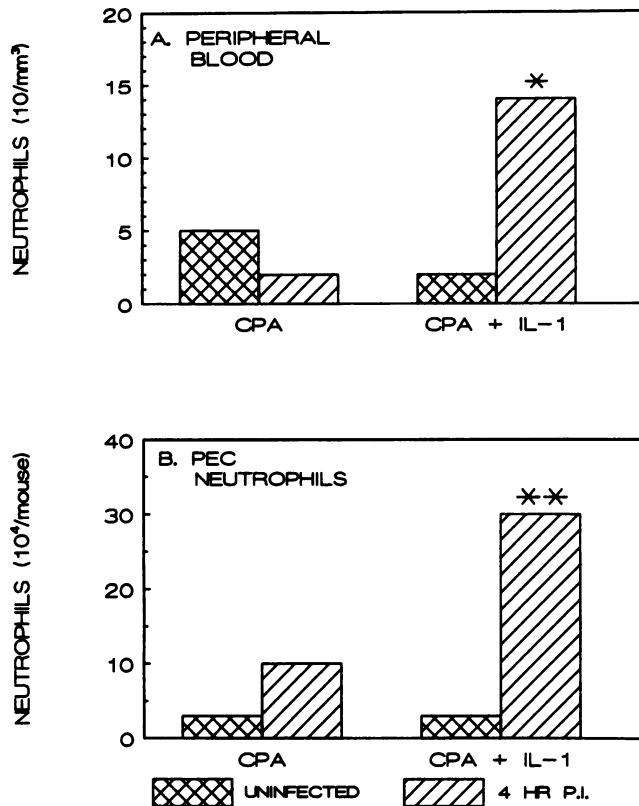 A. PERIPHERAL
BLOOD
NEUTROPHILS (10/mm³)
20
15
10
5
0
*
CPA
CPA + IL-1
B. PEC
NEUTROPHILS
NEUTROPHILS (10⁴/mouse)
40
30
20
10
0
**
CPA
CPA + IL-1
UNINFECTED
4 HR P.I.